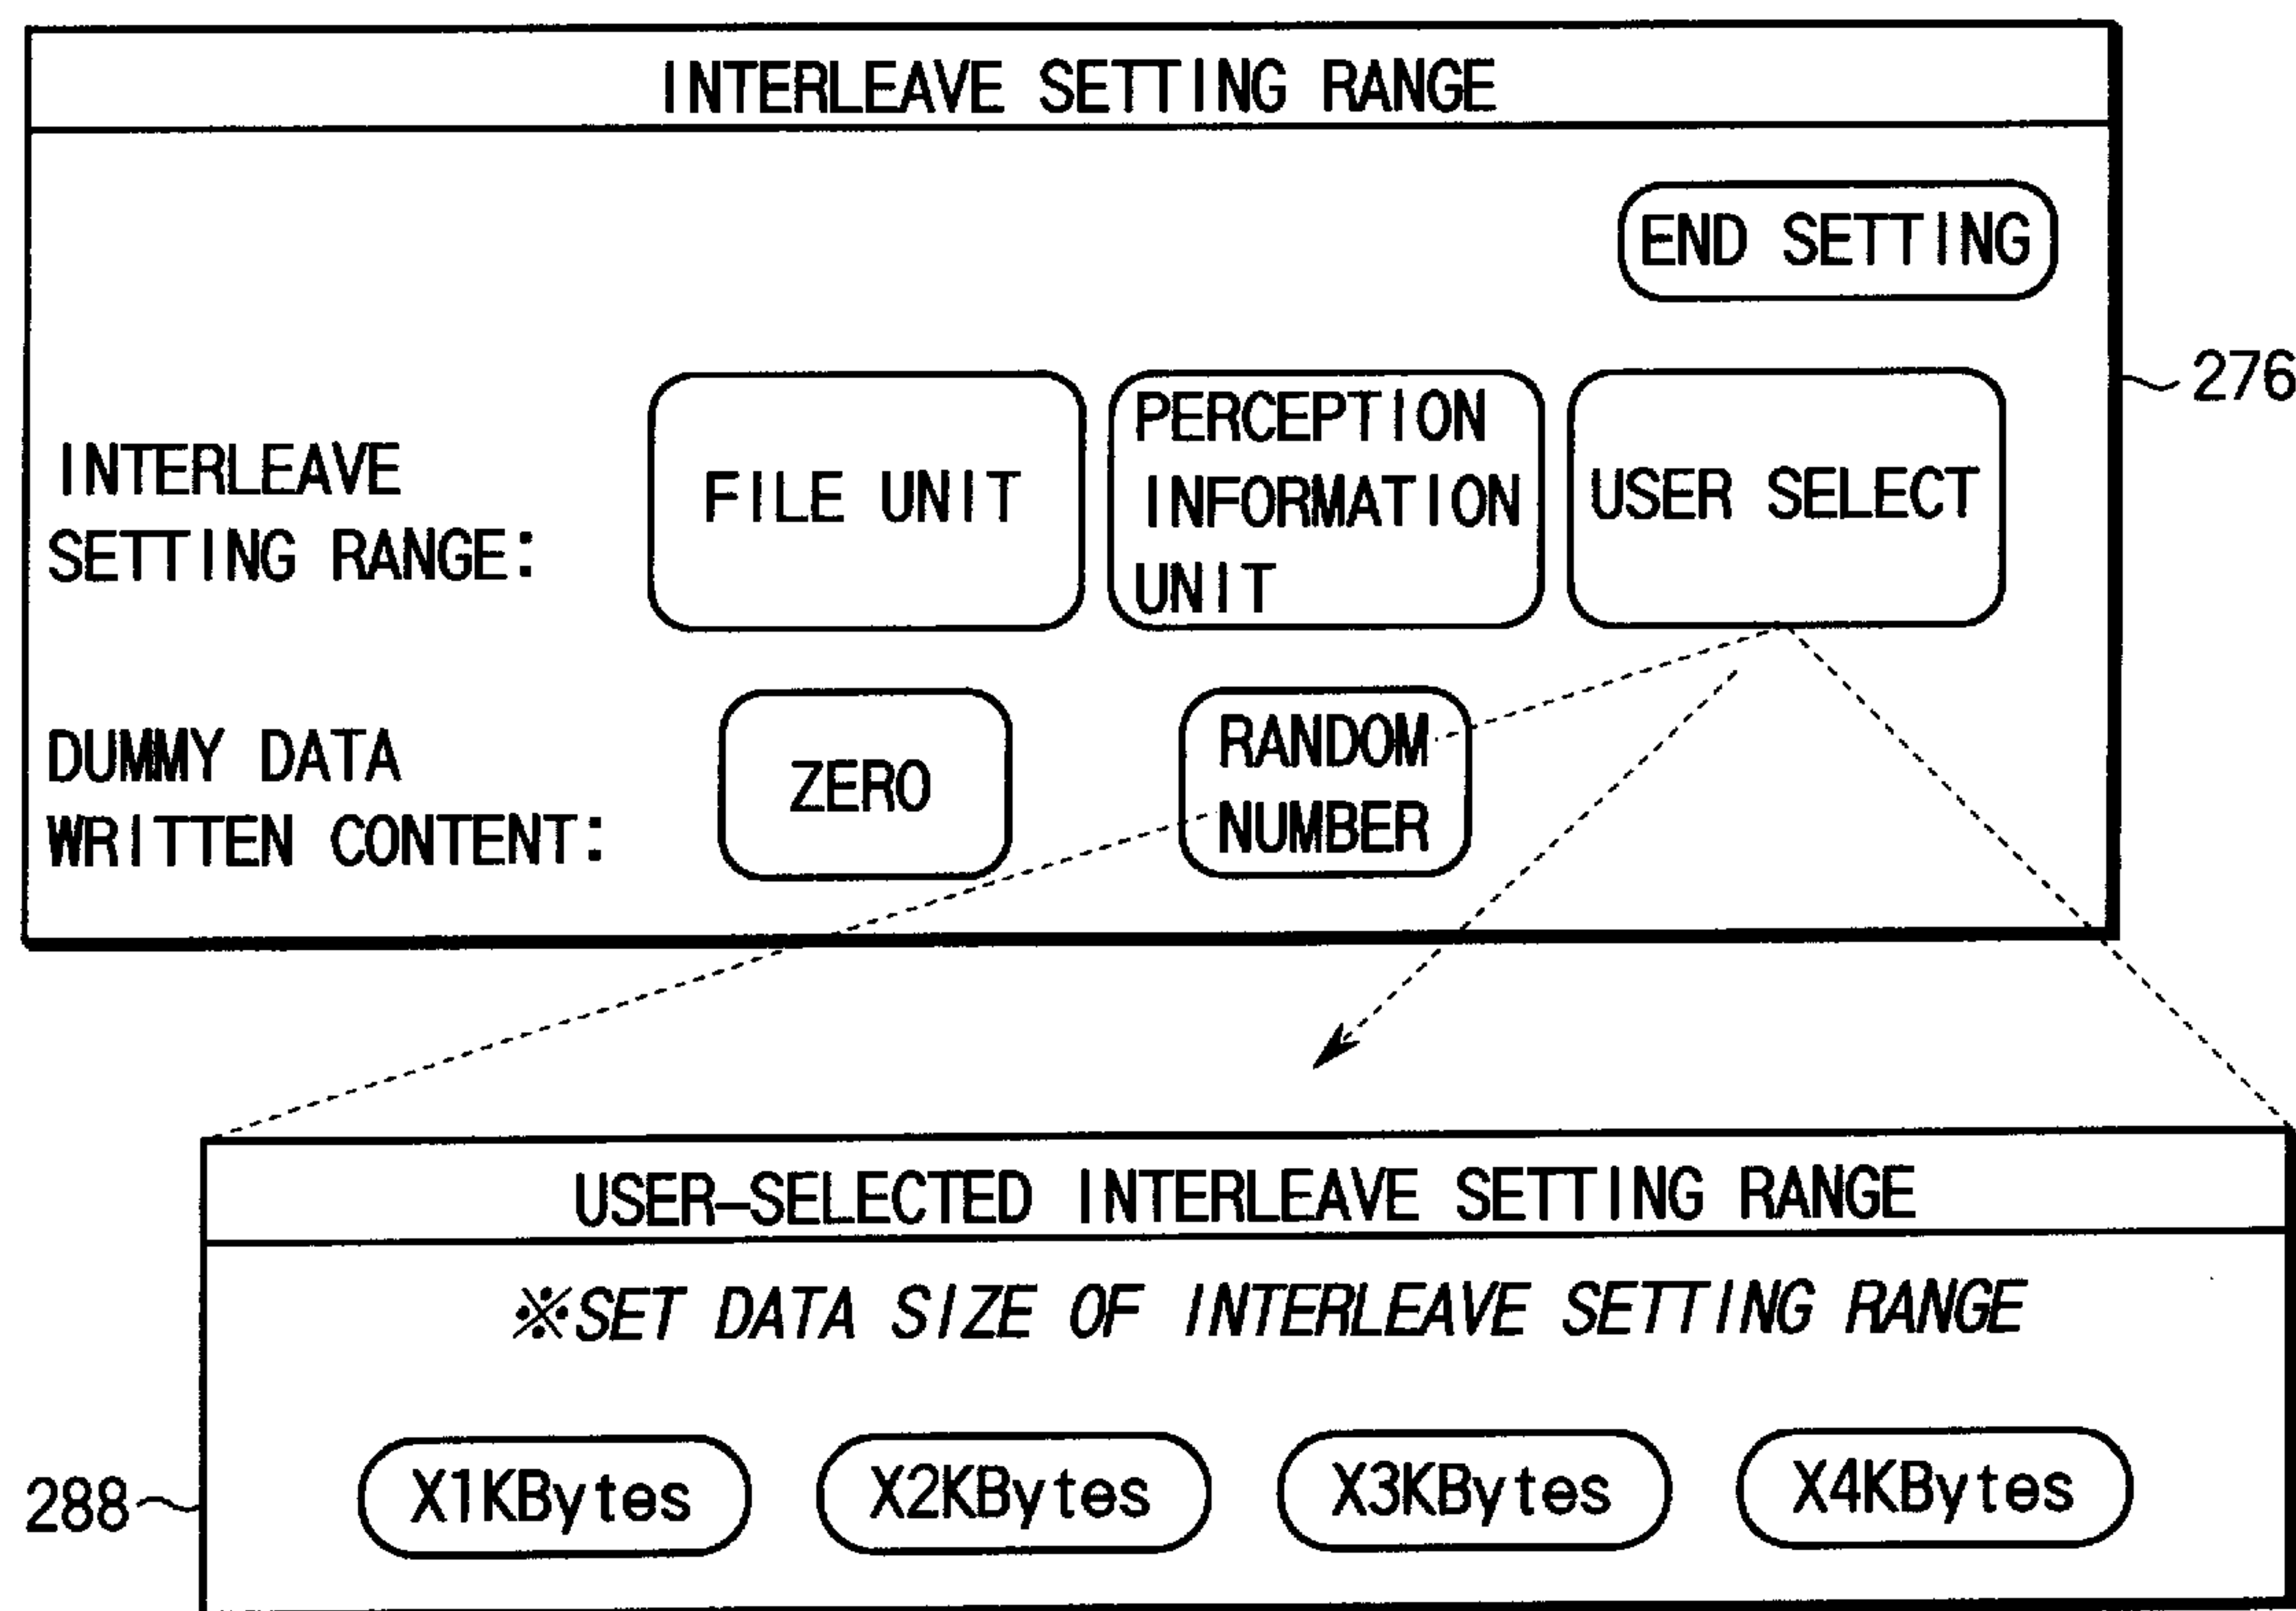 INTERLEAVE SETTING RANGE
END SETTING
276
INTERLEAVE
SETTING RANGE:
FILE UNIT
PERCEPTION
INFORMATION
UNIT
USER SELECT
DUMMY DATA
WRITTEN CONTENT:
ZERO
RANDOM
NUMBER
USER-SELECTED INTERLEAVE SETTING RANGE
※SET DATA SIZE OF INTERLEAVE SETTING RANGE
288
X1KBytes
X2KBytes
X3KBytes
X4KBytes